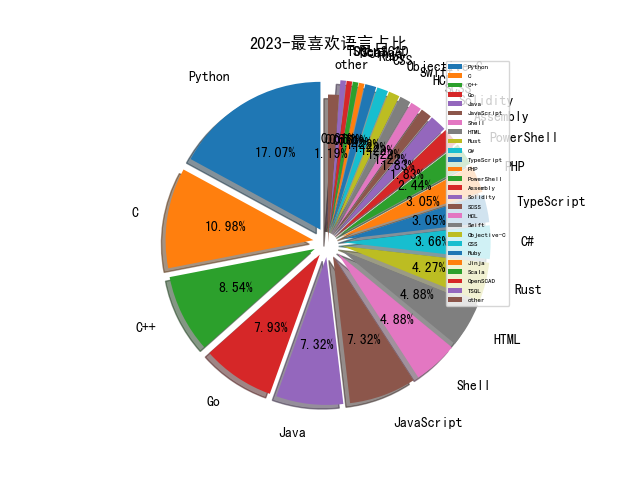 2023-最喜欢语言占比
Python
C
C++
Go
Java
JavaScript
Shell
HTML
Rust
C#
TypeScript
PHP
PowerShell
Assembly
Solidity
other
17.07%
10.98%
8.54%
7.93%
7.32%
7.32%
4.88%
4.88%
4.27%
3.66%
3.05%
3.05%
2.44%
1.83%
1.83%
1.19%
Python
C
C++
Go
Java
JavaScript
Shell
HTML
Rust
C#
TypeScript
PHP
PowerShell
Assembly
Solidity
SCSS
HCL
Swift
Objective-C
CSS
Ruby
Jinja
Scala
OpenSCAD
TSQL
other